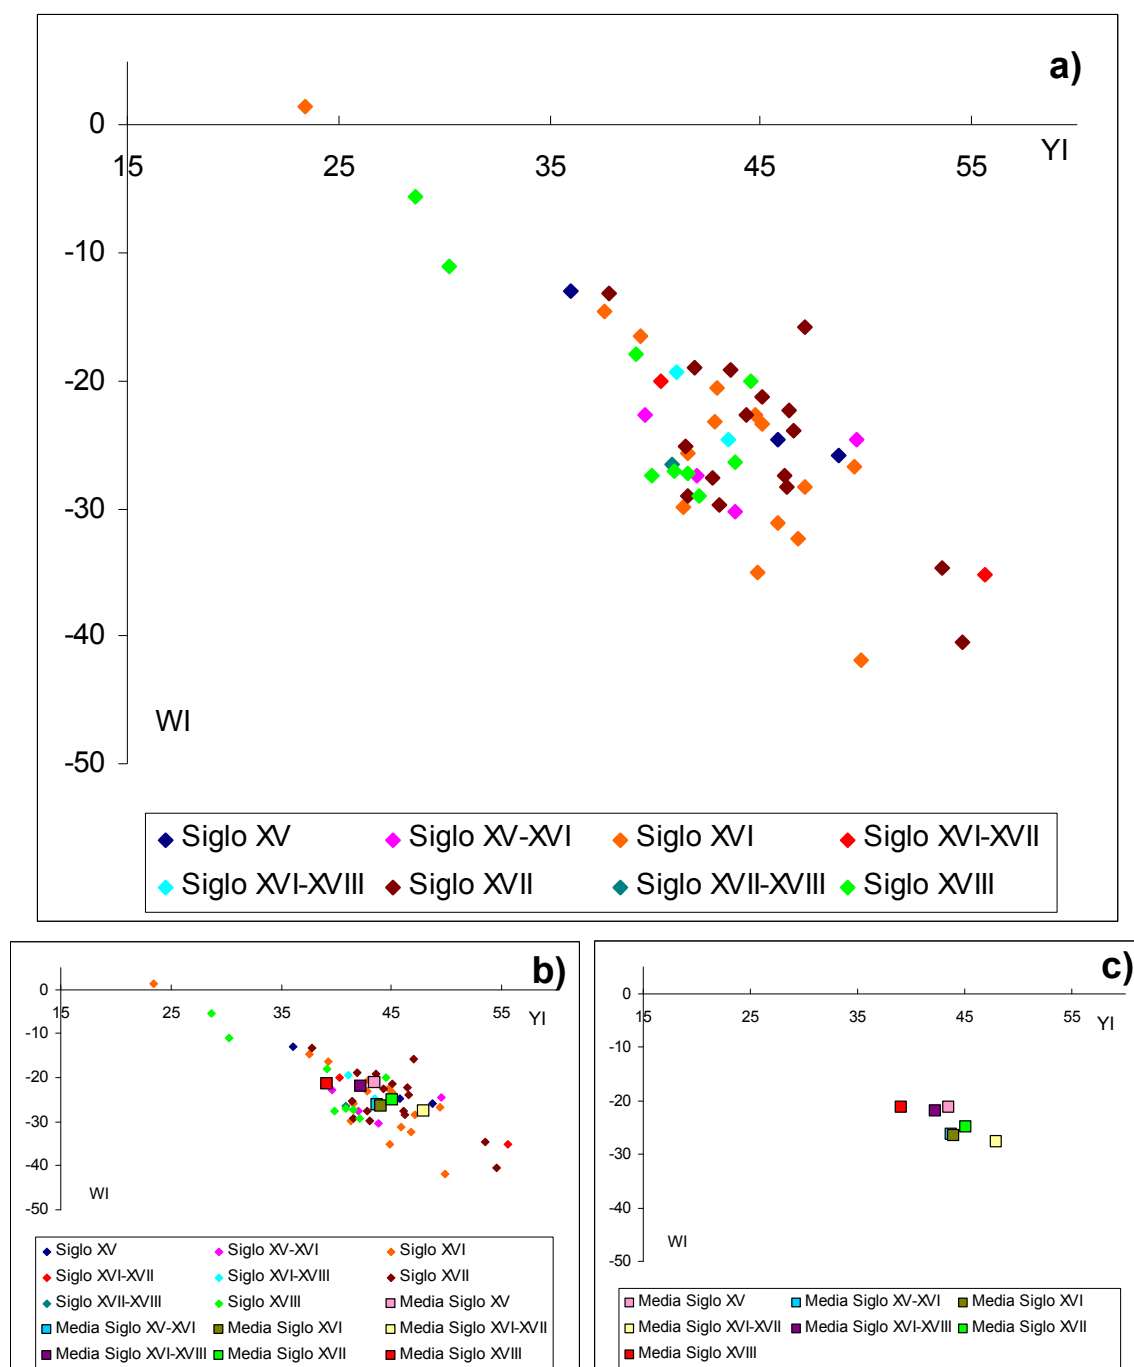 a)
0
15 25 35 45 55
YI
-10
-20
-30
-40
WI
-50
Siglo XV Siglo XV-XVI Siglo XVI Siglo XVI-XVII
Siglo XVI-XVIII Siglo XVII Siglo XVII-XVIII Siglo XVIII
b)
0
15 25 35 45 55
YI
-10
-20
-30
-40
WI
-50
Siglo XV Siglo XV-XVI Siglo XVI
Siglo XVI-XVII Siglo XVI-XVIII Siglo XVII
Siglo XVII-XVIII Siglo XVIII Media Siglo XV
Media Siglo XV-XVI Media Siglo XVI Media Siglo XVI-XVII
Media Siglo XVI-XVIII Media Siglo XVII Media Siglo XVIII
c)
0
15 25 35 45 55
YI
-10
-20
-30
-40
WI
-50
Media Siglo XV Media Siglo XV-XVI Media Siglo XVI
Media Siglo XVI-XVII Media Siglo XVI-XVIII Media Siglo XVII
Media Siglo XVIII